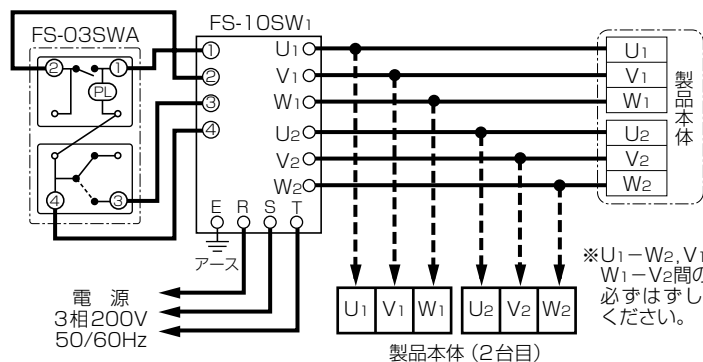 FS-10SW1
FS-03SWA
② ①
PL
④ ③
①
②
③
④
U1
V1
W1
U2
V2
W2
E R S T
アース
U1
V1
W1
U2
V2
W2
製品本体
電 源
3相200V
50/60Hz
U1 V1 W1 U2 V2 W2
製品本体(2台目)
※U1−W2, V1
W1−V2間の
必ずはずし
ください。